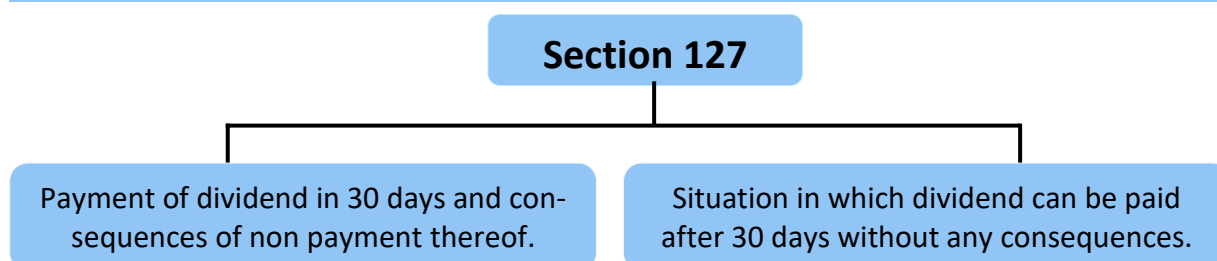 Section 127
Payment of dividend in 30 days and con-
sequences of non payment thereof.
Situation in which dividend can be paid
after 30 days without any consequences.